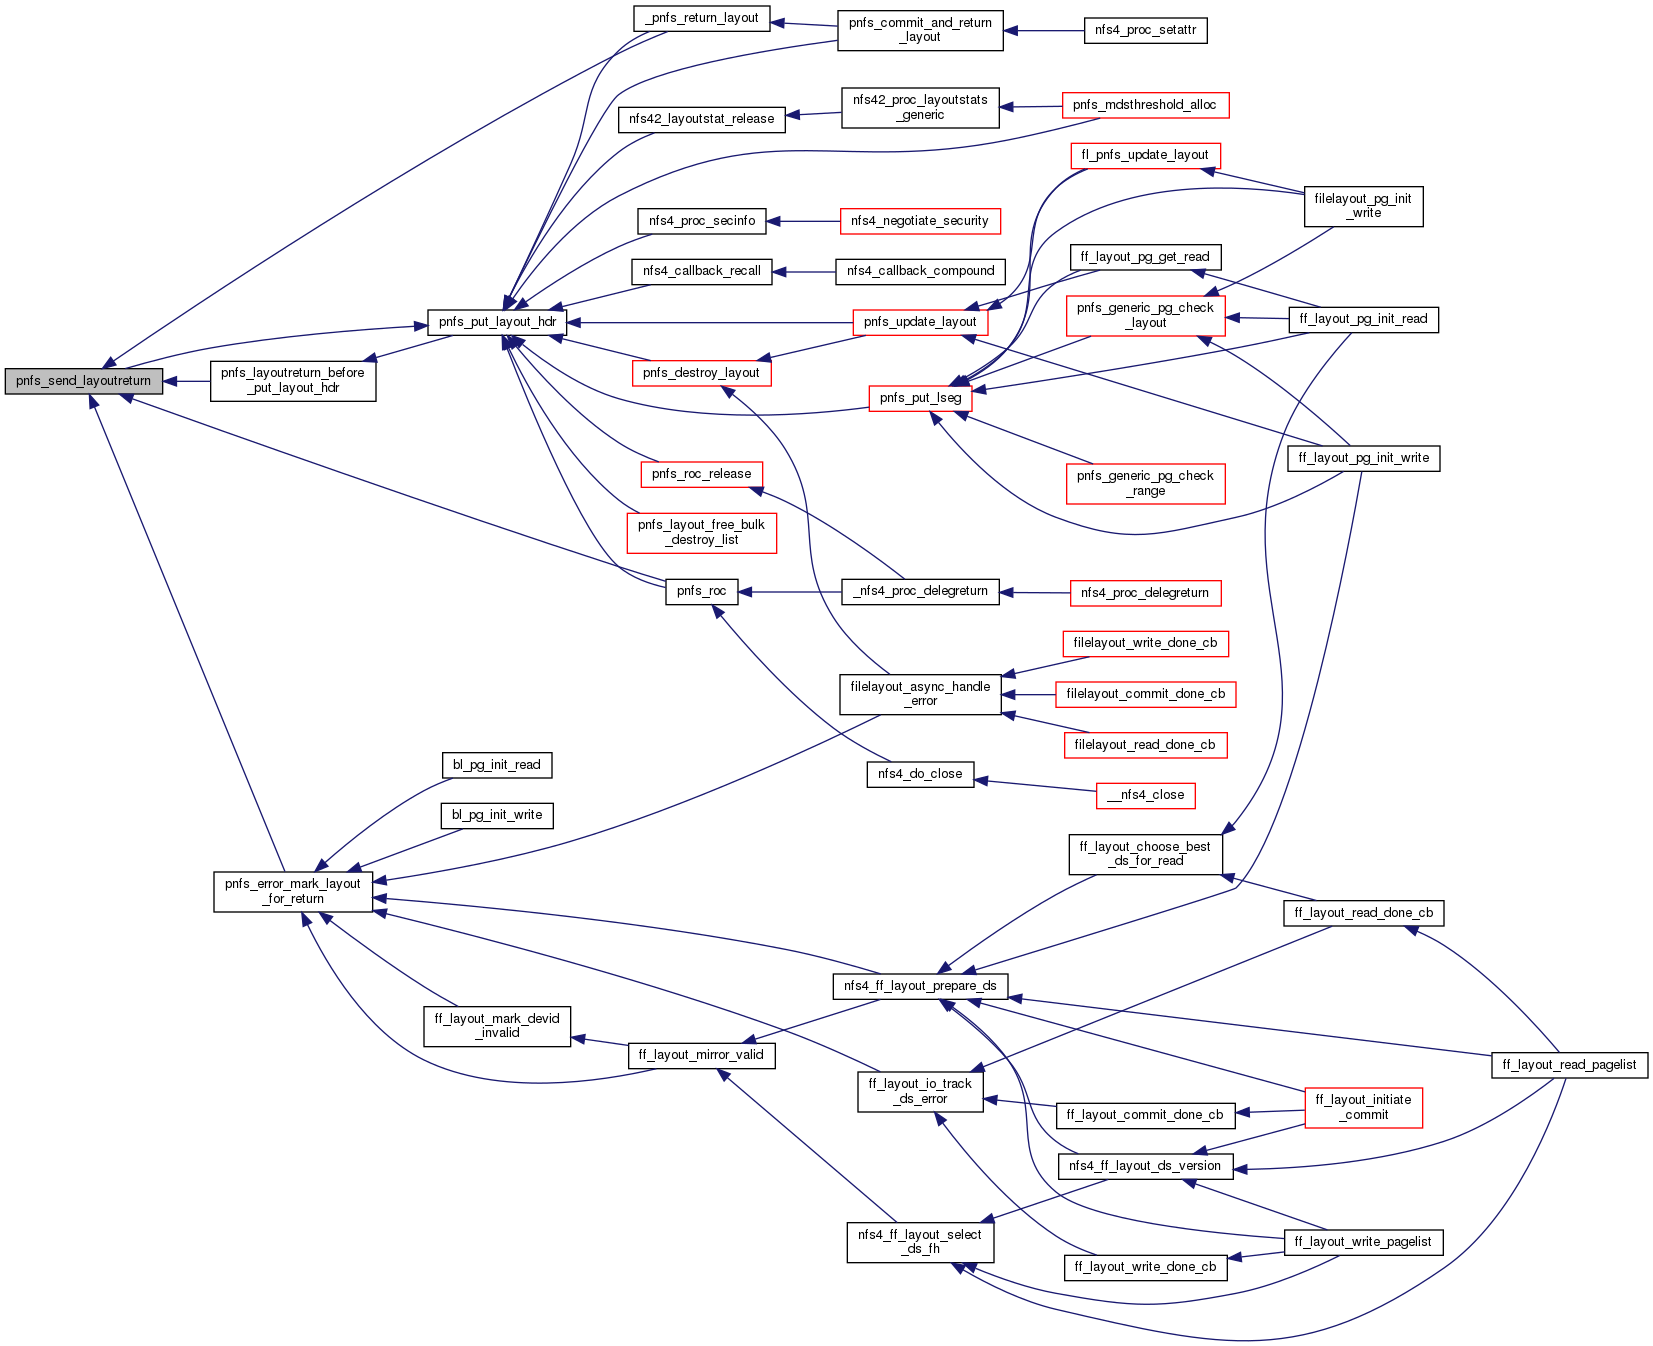 _pnfs_return_layout
pnfs_commit_and_return
_layout
nfs4_proc_setattr
nfs42_layoutstat_release
nfs42_proc_layoutstats
_generic
pnfs_mdsthreshold_alloc
fl_pnfs_update_layout
filelayout_pg_init
_write
nfs4_proc_secinfo
nfs4_negotiate_security
nfs4_callback_recall
nfs4_callback_compound
ff_layout_pg_get_read
pnfs_put_layout_hdr
pnfs_update_layout
pnfs_generic_pg_check
_layout
ff_layout_pg_init_read
pnfs_send_layoutreturn
pnfs_layoutreturn_before
_put_layout_hdr
pnfs_destroy_layout
pnfs_put_lseg
ff_layout_pg_init_write
pnfs_roc_release
pnfs_generic_pg_check
_range
pnfs_layout_free_bulk
_destroy_list
pnfs_roc
_nfs4_proc_delegreturn
nfs4_proc_delegreturn
filelayout_write_done_cb
filelayout_async_handle
_error
filelayout_commit_done_cb
filelayout_read_done_cb
bl_pg_init_read
nfs4_do_close
__nfs4_close
bl_pg_init_write
ff_layout_choose_best
_ds_for_read
pnfs_error_mark_layout
_for_return
ff_layout_read_done_cb
nfs4_ff_layout_prepare_ds
ff_layout_mark_devid
_invalid
ff_layout_mirror_valid
ff_layout_read_pagelist
ff_layout_io_track
_ds_error
ff_layout_commit_done_cb
ff_layout_initiate
_commit
nfs4_ff_layout_ds_version
nfs4_ff_layout_select
_ds_fh
ff_layout_write_pagelist
ff_layout_write_done_cb